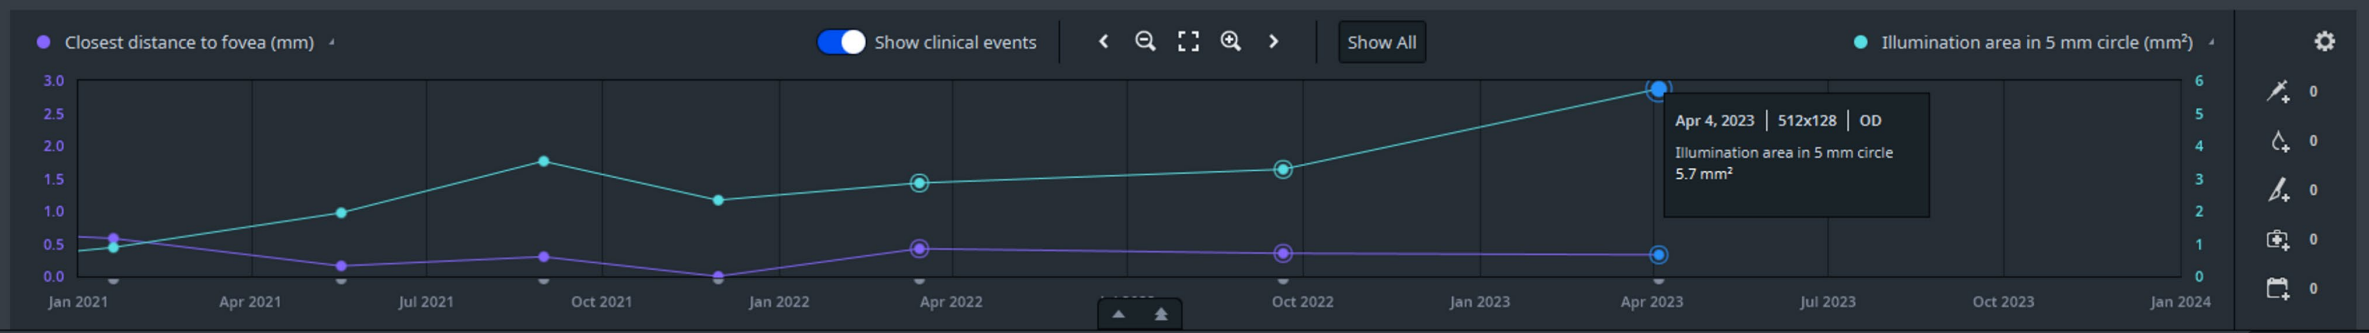 Closest distance to fovea (mm)
Show clinical events
Show All
Illumination area in 5 mm circle (mm²)
3.0
2.5
2.0
1.5
1.0
0.5
0.0
6
5
4
3
2
1
0
Apr 4, 2023 | 512x128 | OD
Illumination area in 5 mm circle
5.7 mm²
Jan 2021
Apr 2021
Jul 2021
Oct 2021
Jan 2022
Apr 2022
Oct 2022
Jan 2023
Apr 2023
Jul 2023
Oct 2023
Jan 2024
0
0
0
0
0